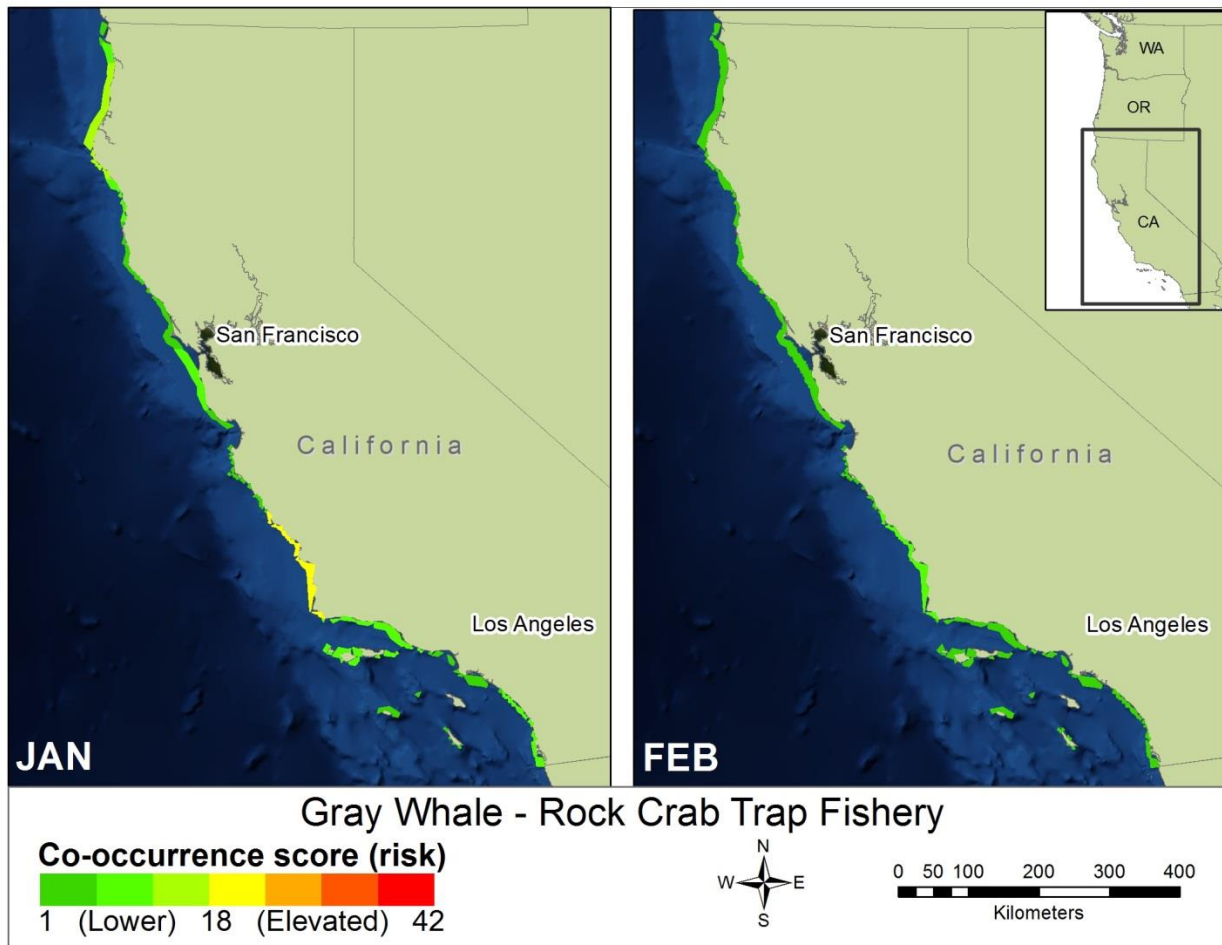 WA
OR
CA
San Francisco
California
Los Angeles
JAN
San Francisco
California
Los Angeles
FEB
Gray Whale - Rock Crab Trap Fishery
Co-occurrence score (risk)
1 (Lower) 18 (Elevated) 42
N
W E
S
0 50 100 200 300 400
Kilometers